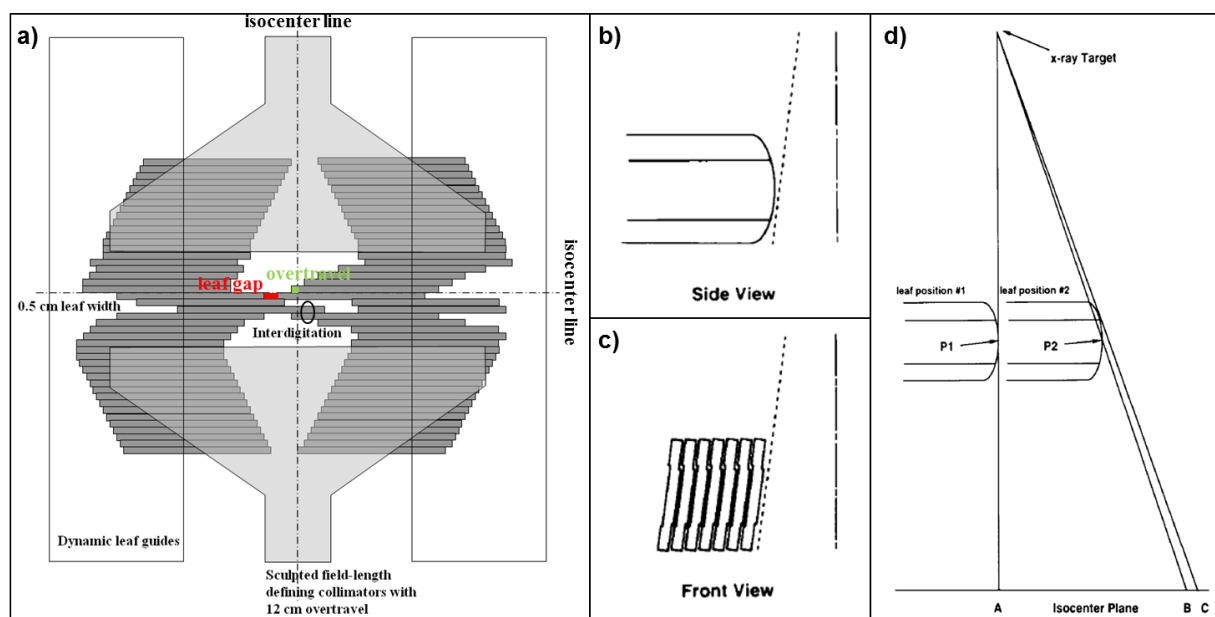 a)
isocenter line
overtravel
leaf gap
0.5 cm leaf width
Interdigitation
isocenter line
Dynamic leaf guides
Sculpted field-length
defining collimators with
12 cm overtravel
b)
Side View
c)
Front View
d)
x-ray Target
leaf position #1
leaf position #2
P1
P2
A
Isocenter Plane
B
C